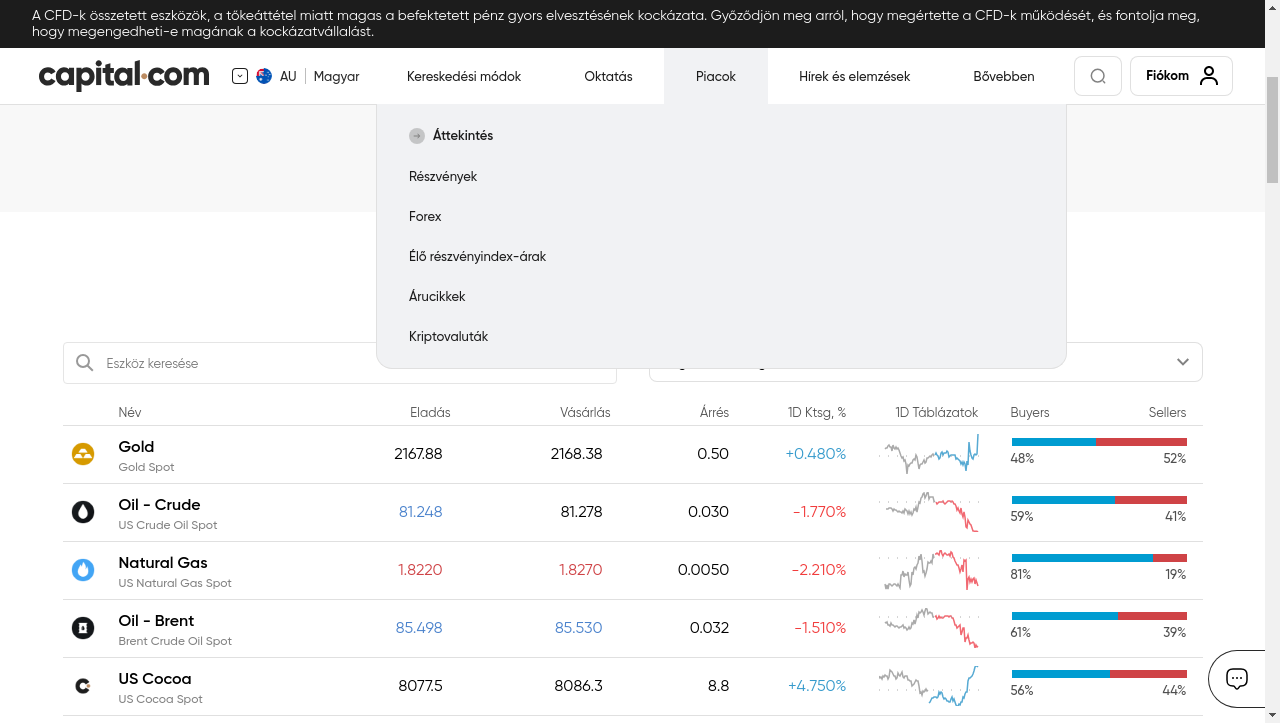 A CFD-k összetett eszközök, a tőkeáttétel miatt magas a befektetett pénz gyors elvesztésének kockázata. Győződjön meg arról, hogy megértette a CFD-k működését, és fontolja meg,
hogy megengedheti-e magának a kockázatvállalást.
capital.com AU Magyar Kereskedési módok Oktatás Piacok Hírek és elemzések Bővebben Fiókom
Áttekintés
Részvények
Forex
Élő részvényindex-árak
Árucikkek
Kriptovaluták
Eszköz keresése
Név Eladás Vásárlás Árrés 1D Ktsg, % 1D Táblázatok Buyers Sellers
Gold 2167.88 2168.38 0.50 +0.480%
Gold Spot 48% 52%
Oil - Crude 81.248 81.278 0.030 -1.770%
US Crude Oil Spot 59% 41%
Natural Gas 1.8220 1.8270 0.0050 -2.210%
US Natural Gas Spot 81% 19%
Oil - Brent 85.498 85.530 0.032 -1.510%
Brent Crude Oil Spot 61% 39%
US Cocoa 8077.5 8086.3 8.8 +4.750%
US Cocoa Spot 56% 44%